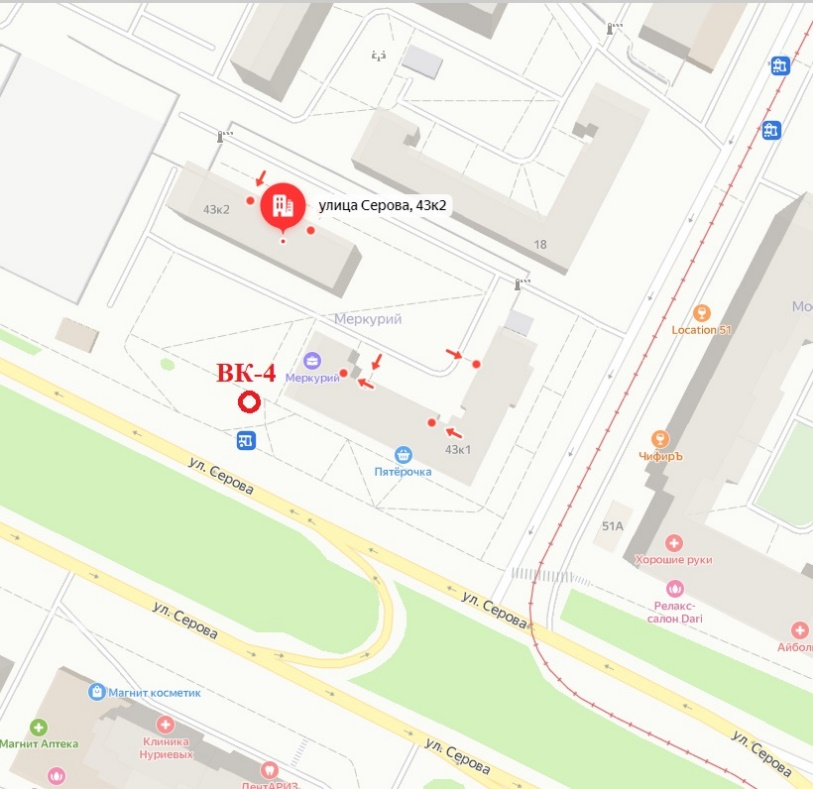 43к2
улица Серова, 43к2
18
Меркурий
Location 51
Мос
ВК-4
Меркурий
ул. Серова
Пятёрочка
43к1
ЧифирЪ
51А
Хорошие руки
Релакс-
салон Dari
ул. Серова
ул. Серова
Айбол
Магнит косметик
Магнит Аптека
Клиника
Нуриевых
ДентАРИЗ
ул. Серова
ул. Серова